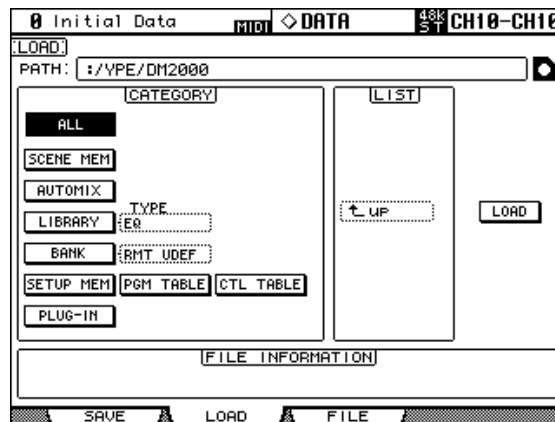 0 Initial Data MIDI ◇DATA 48K ST CH10-CH16
LOAD
PATH: :/YPE/DM2000
CATEGORY LIST
ALL
SCENE MEM
AUTOMIX
TYPE
LIBRARY EQ UP LOAD
BANK RMT UDEF
SETUP MEM PGM TABLE CTL TABLE
PLUG-IN
FILE INFORMATION
SAVE LOAD FILE